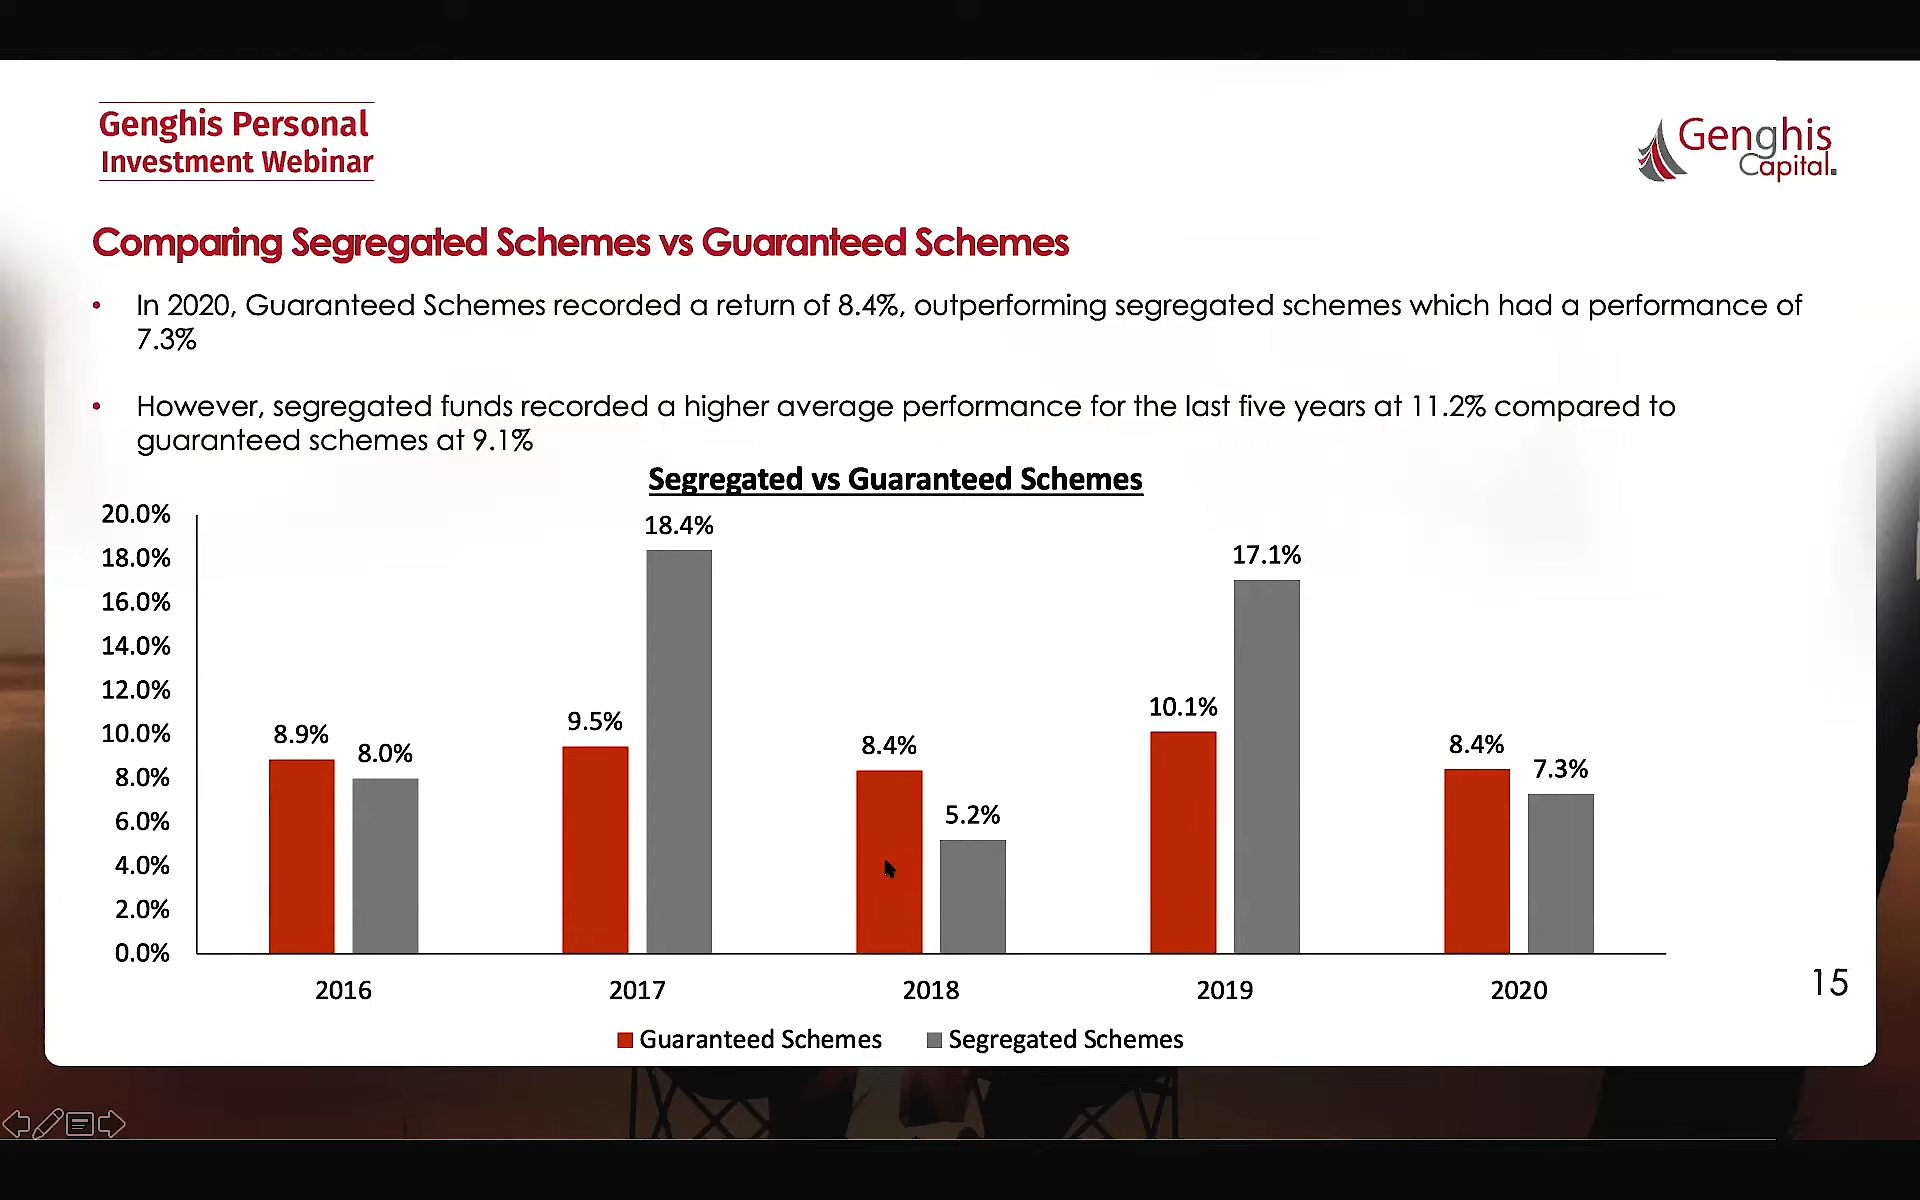 Genghis Personal
Investment Webinar
Genghis
Capital.
Comparing Segregated Schemes vs Guaranteed Schemes
• In 2020, Guaranteed Schemes recorded a return of 8.4%, outperforming segregated schemes which had a performance of
7.3%
• However, segregated funds recorded a higher average performance for the last five years at 11.2% compared to
guaranteed schemes at 9.1%
Segregated vs Guaranteed Schemes
20.0%
18.0%
16.0%
14.0%
12.0%
10.0%
8.0%
6.0%
4.0%
2.0%
0.0%
8.9%
8.0%
9.5%
18.4%
8.4%
5.2%
10.1%
17.1%
8.4%
7.3%
2016
2017
2018
2019
2020
Guaranteed Schemes
Segregated Schemes
15